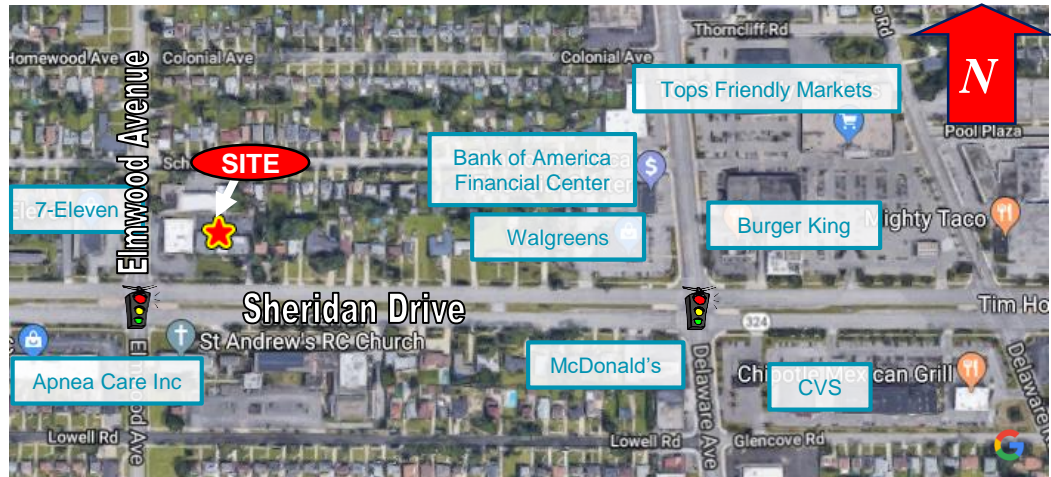 Thorncliff Rd
Homewood Ave
Colonial Ave
Colonial Ave
N
Tops Friendly Markets
Pool Plaza
Elmwood Avenue
SITE
Bank of America
Financial Center
$
7-Eleven
Walgreens
Burger King
Mighty Taco
Sheridan Drive
324
Tim Ho
St Andrew's RC Church
McDonald's
Apnea Care Inc
Elmwood Ave
Delaware Ave
Chipotle Mexican Grill
CVS
Delaware
Lowell Rd
Lowell Rd
Glencove Rd
G